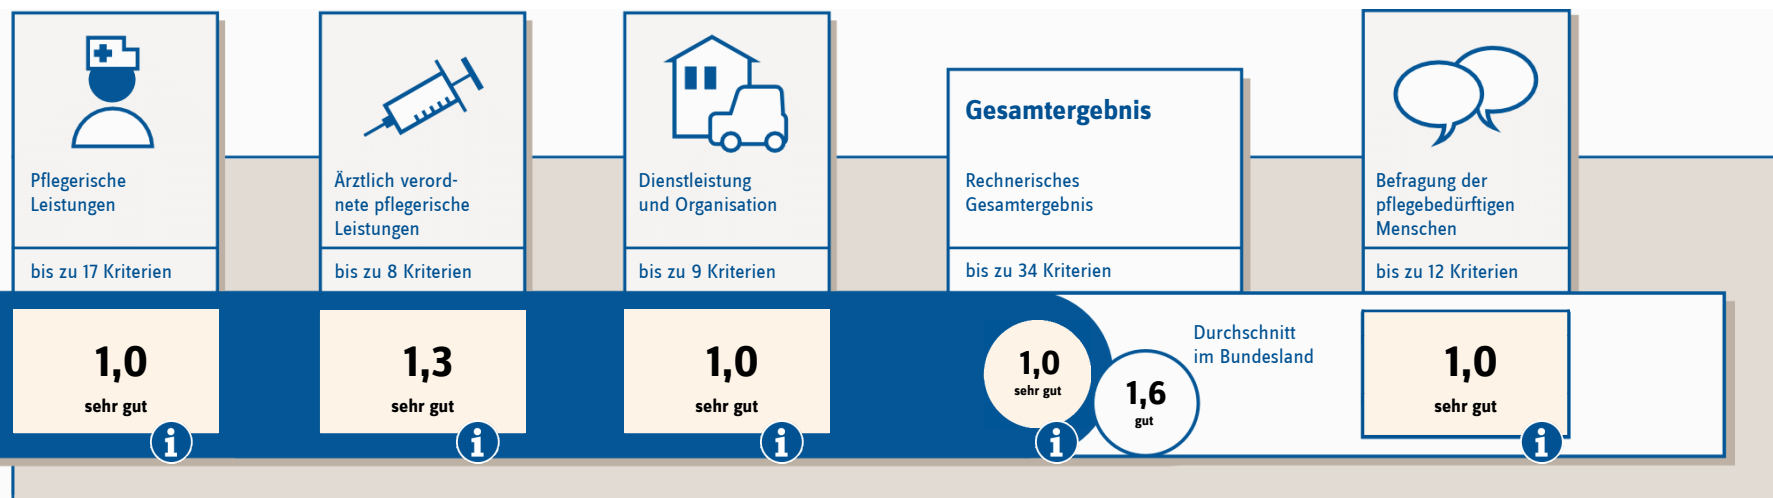 Pflegerische
Leistungen
bis zu 17 Kriterien
1,0
sehr gut
i
Ärztlich verord-
nete pflegerische
Leistungen
bis zu 8 Kriterien
1,3
sehr gut
i
Dienstleistung
und Organisation
bis zu 9 Kriterien
1,0
sehr gut
i
Gesamtergebnis
Rechnerisches
Gesamtergebnis
bis zu 34 Kriterien
1,0
sehr gut
i
1,6
gut
Durchschnitt
im Bundesland
Befragung der
pflegebedürftigen
Menschen
bis zu 12 Kriterien
1,0
sehr gut
i